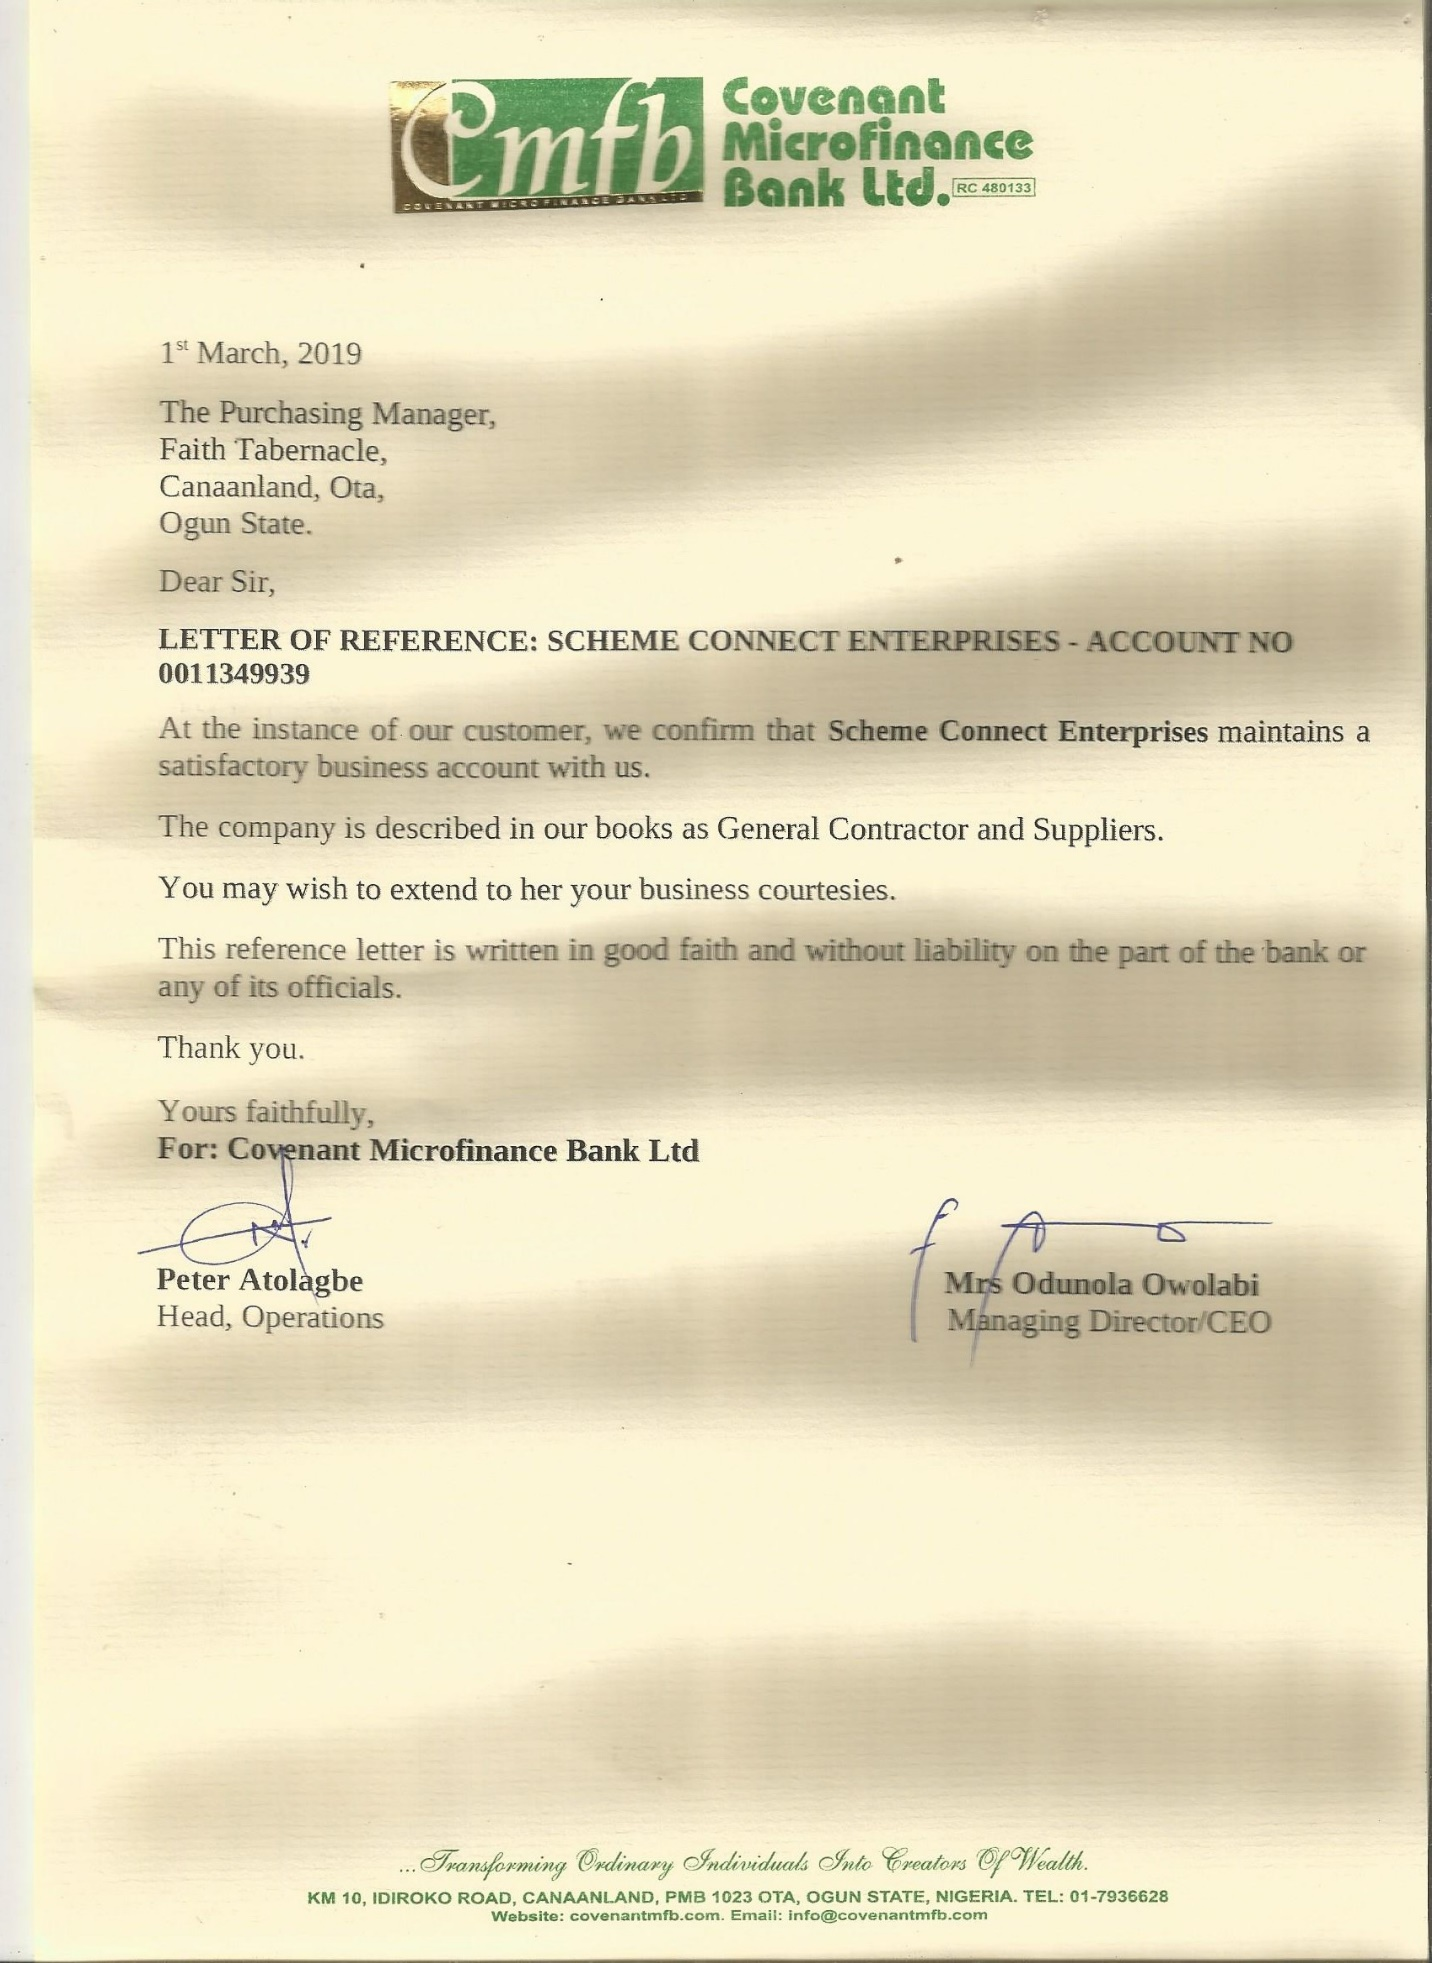 Cmfb
COVENANT MICROFINANCE BANK LTD
Covenant
Microfinance
Bank Ltd. RC 480133
1st March, 2019
The Purchasing Manager,
Faith Tabernacle,
Canaanland, Ota,
Ogun State.
Dear Sir,
LETTER OF REFERENCE: SCHEME CONNECT ENTERPRISES - ACCOUNT NO
0011349939
At the instance of our customer, we confirm that Scheme Connect Enterprises maintains a
satisfactory business account with us.
The company is described in our books as General Contractor and Suppliers.
You may wish to extend to her your business courtesies.
This reference letter is written in good faith and without liability on the part of the bank or
any of its officials.
Thank you.
Yours faithfully,
For: Covenant Microfinance Bank Ltd
Peter Atolagbe
Head, Operations
Mrs Odunola Owolabi
Managing Director/CEO
...Transforming Ordinary Individuals Into Creators Of Wealth.
KM 10, IDIROKO ROAD, CANAANLAND, PMB 1023 OTA, OGUN STATE, NIGERIA. TEL: 01-7936628
Website: covenantmfb.com. Email: info@covenantmfb.com